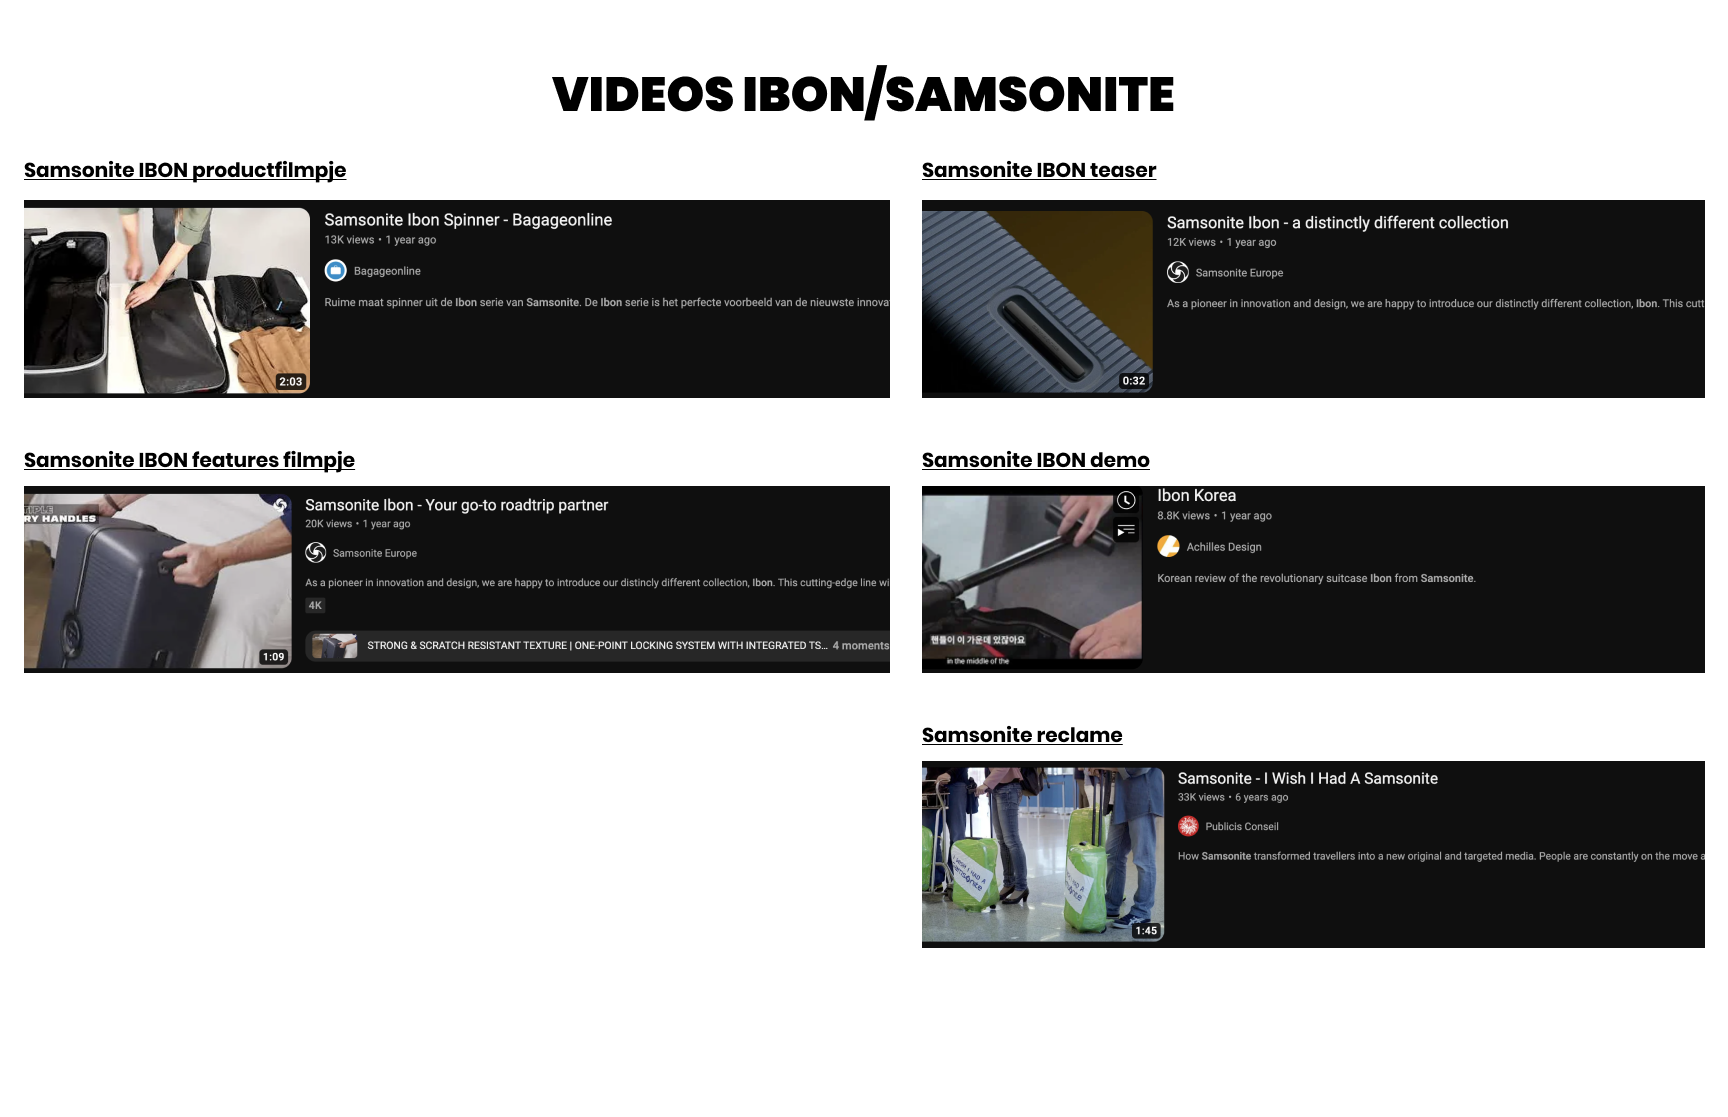 VIDEOS IBON/SAMSONITE
Samsonite IBON productfilmpje
Samsonite Ibon Spinner - Bagageonline
13K views • 1 year ago
Bagageonline
Ruime maat spinner uit de Ibon serie van Samsonite. De Ibon serie is het perfecte voorbeeld van de nieuwste innova
2:03
Samsonite IBON teaser
Samsonite Ibon - a distinctly different collection
12K views • 1 year ago
Samsonite Europe
As a pioneer in innovation and design, we are happy to introduce our distinctly different collection, Ibon. This cutt
0:32
Samsonite IBON features filmpje
TIPLE
RY HANDLES
Samsonite Ibon - Your go-to roadtrip partner
20K views • 1 year ago
Samsonite Europe
As a pioneer in innovation and design, we are happy to introduce our distincly different collection, Ibon. This cutting-edge line wi
4K
STRONG & SCRATCH RESISTANT TEXTURE | ONE-POINT LOCKING SYSTEM WITH INTEGRATED TS... 4 moments
1:09
Samsonite IBON demo
Ibon Korea
8.8K views • 1 year ago
Achilles Design
Korean review of the revolutionary suitcase Ibon from Samsonite.
핸들이 이 가운데 있잖아요
in the middle of the
Samsonite reclame
Samsonite - I Wish I Had A Samsonite
33K views • 6 years ago
Publicis Conseil
How Samsonite transformed travellers into a new original and targeted media. People are constantly on the move a
I WISH I HAD A
Samsonite
I HAD A
1:45